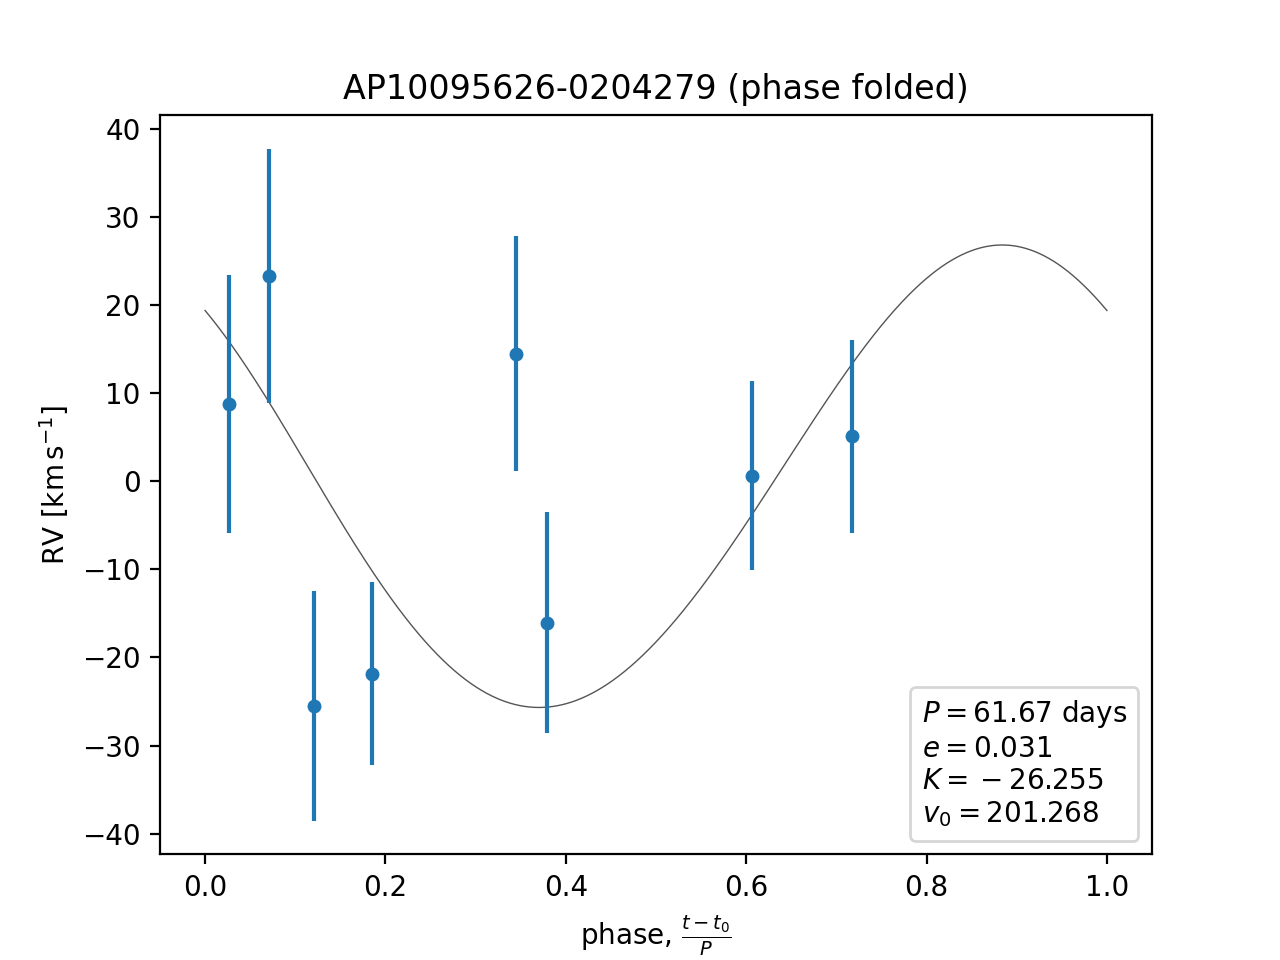 AP10095626-0204279 (phase folded)
40
30
20
10
0
−10
−20
−30
−40
RV [km s⁻¹]
P = 61.67 days
e = 0.031
K = − 26.255
v₀ = 201.268
0.0 0.2 0.4 0.6 0.8 1.0
phase, (t − t₀)/P